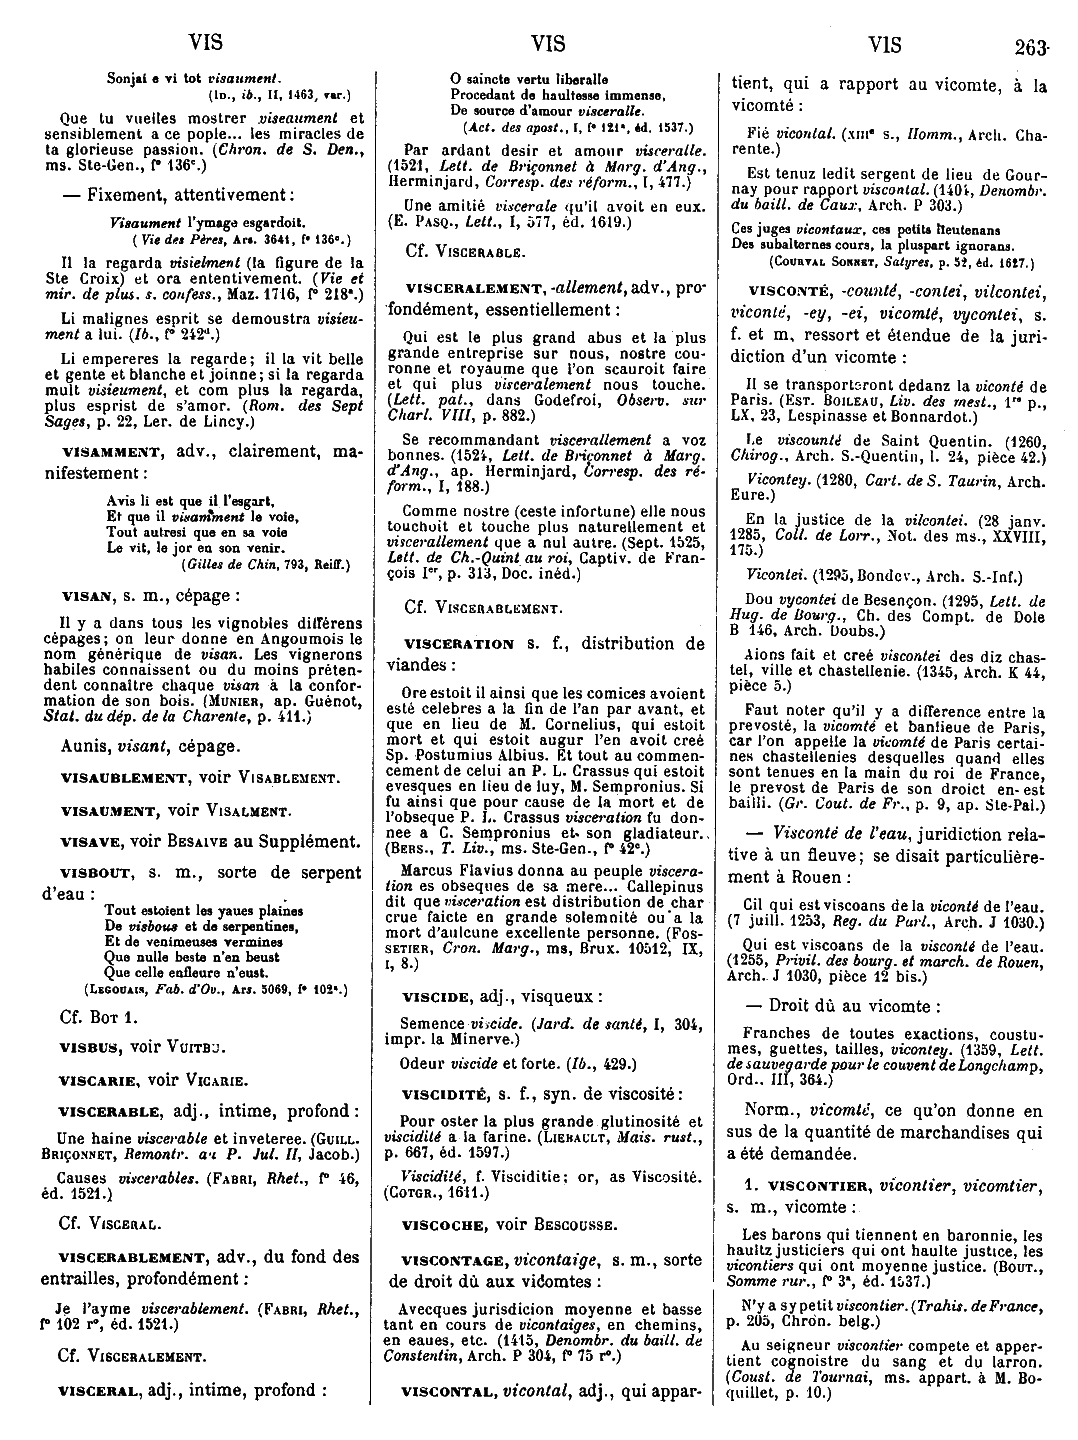 VIS
VIS
VIS
263
Sonjai e vi tot visaument.
(ID., ib., II, 1463, var.)
Que tu vueilles mostrer viseaument et
sensiblement a ce pople... les miracles de
ta glorieuse passion. (Chron. de S. Den.,
ms. Ste-Gen., f° 136ᶜ.)
— Fixement, attentivement :
Visaument l'ymage esgardoit.
(Vie des Pères, Ars. 3641, f° 136ᶜ.)
Il la regarda visielment (la figure de la
Ste Croix) et ora ententivement. (Vie et
mir. de plus. s. confess., Maz. 1716, f° 218ᵃ.)
Li malignes esprit se demoustra visieu-
ment a lui. (Ib., f° 242ᵈ.)
Li empereres la regarde ; il la vit belle
et gente et blanche et joinne ; si la regarda
mult visieument, et com plus la regarda,
plus esprist de s'amor. (Rom. des Sept
Sages, p. 22, Ler. de Lincy.)
VISAMMENT, adv., clairement, ma-
nifestement :
Avis li est que il l'esgart,
Et que il visamment le voie,
Tout autresi que en sa voie
Le vit, le jor en son venir.
(Gilles de Chin, 793, Reiff.)
VISAN, s. m., cépage :
Il y a dans tous les vignobles différens
cépages ; on leur donne en Angoumois le
nom générique de visan. Les vignerons
habiles connaissent ou du moins préten-
dent connaître chaque visan à la confor-
mation de son bois. (MUNIER, ap. Guénot,
Stat. du dép. de la Charente, p. 411.)
Aunis, visant, cépage.
VISAUBLEMENT, voir VISABLEMENT.
VISAUMENT, voir VISALMENT.
VISAVE, voir BESAIVE au Supplément.
VISBOUT, s. m., sorte de serpent
d'eau :
Tout estoient les yaues plaines
De visbous et de serpentines,
Et de venimeuses vermines
Que nulle beste n'en beust
Que celle enfleure n'eust.
(LEGOUAIS, Fab. d'Ov., Ars. 5069, f° 102ᵃ.)
Cf. BOT 1.
VISBUS, voir VUITBU.
VISCARIE, voir VICARIE.
VISCERABLE, adj., intime, profond :
Une haine viscerable et inveteree. (GUILL.
BRIÇONNET, Remontr. au P. Jul. II, Jacob.)
Causes viscerables. (FABRI, Rhet., f° 46,
éd. 1521.)
Cf. VISCERAL.
VISCERABLEMENT, adv., du fond des
entrailles, profondément :
Je l'ayme viscerablement. (FABRI, Rhet.,
f° 102 r°, éd. 1521.)
Cf. VISCERALEMENT.
VISCERAL, adj., intime, profond :
O saincte vertu liberalle
Procedant de haultesse immense,
De source d'amour visceralle.
(Act. des apost., I, f° 121ᵃ, éd. 1537.)
Par ardant desir et amour visceralle.
(1521, Lett. de Briçonnet à Marg. d'Ang.,
Herminjard, Corresp. des réform., I, 477.)
Une amitié viscerale qu'il avoit en eux.
(E. PASQ., Lett., I, 577, éd. 1619.)
Cf. VISCERABLE.
VISCERALEMENT, -allement, adv., pro-
fondément, essentiellement :
Qui est le plus grand abus et la plus
grande entreprise sur nous, nostre cou-
ronne et royaume que l'on scauroit faire
et qui plus visceralement nous touche.
(Lett. pat., dans Godefroi, Observ. sur
Charl. VIII, p. 882.)
Se recommandant viscerallement a voz
bonnes. (1524, Lett. de Briçonnet à Marg.
d'Ang., ap. Herminjard, Corresp. des ré-
form., I, 188.)
Comme nostre (ceste infortune) elle nous
touchoit et touche plus naturellement et
viscerallement que a nul autre. (Sept. 1525,
Lett. de Ch.-Quint au roi, Captiv. de Fran-
çois Iᵉʳ, p. 313, Doc. inéd.)
Cf. VISCERABLEMENT.
VISCERATION s. f., distribution de
viandes :
Ore estoit il ainsi que les comices avoient
esté celebres a la fin de l'an par avant, et
que en lieu de M. Cornelius, qui estoit
mort et qui estoit augur l'en avoit creé
Sp. Postumius Albius. Et tout au commen-
cement de celui an P. L. Crassus qui estoit
evesques en lieu de luy, M. Sempronius. Si
fu ainsi que pour cause de la mort et de
l'obseque P. L. Crassus visceration fu don-
nee a C. Sempronius et son gladiateur.
(BERS., T. Liv., ms. Ste-Gen., f° 42ᶜ.)
Marcus Flavius donna au peuple viscera-
tion es obseques de sa mere... Callepinus
dit que visceration est distribution de char
crue faicte en grande solemnité ou a la
mort d'aulcune excellente personne. (FOS-
SETIER, Cron. Marg., ms, Brux. 10512, IX,
I, 8.)
VISCIDE, adj., visqueux :
Semence viscide. (Jard. de santé, I, 304,
impr. la Minerve.)
Odeur viscide et forte. (Ib., 429.)
VISCIDITÉ, s. f., syn. de viscosité :
Pour oster la plus grande glutinosité et
viscidité a la farine. (LIEBAULT, Mais. rust.,
p. 667, éd. 1597.)
Viscidité, f. Visciditie ; or, as Viscosité.
(COTGR., 1611.)
VISCOCHE, voir BESCOUSSE.
VISCONTAGE, vicontaige, s. m., sorte
de droit dû aux vidomtes :
Avecques jurisdicion moyenne et basse
tant en cours de vicontaiges, en chemins,
en eaues, etc. (1415, Denombr. du baill. de
Constentin, Arch. P 304, f° 75 r°.)
VISCONTAL, vicontal, adj., qui appar-
tient, qui a rapport au vicomte, à la
vicomté :
Fié vicontal. (XIIIᵉ s., Homm., Arch. Cha-
rente.)
Est tenuz ledit sergent de lieu de Gour-
nay pour rapport viscontal. (1404, Denombr.
du baill. de Caux, Arch. P 303.)
Ces juges vicontaux, ces petits lieutenans
Des subalternes cours, la pluspart ignorans.
(COURVAL SONNET, Satyres, p. 52, éd. 1627.)
VISCONTÉ, -counté, -contei, vilcontei,
viconté, -ey, -ei, vicomté, vycontei, s.
f. et m, ressort et étendue de la juri-
diction d'un vicomte :
Il se transporteront dedanz la viconté de
Paris. (EST. BOILEAU, Liv. des mest., 1ʳᵉ p.,
LX, 23, Lespinasse et Bonnardot.)
Le viscounté de Saint Quentin. (1260,
Chirog., Arch. S.-Quentin, l. 24, pièce 42.)
Vicontey. (1280, Cart. de S. Taurin, Arch.
Eure.)
En la justice de la vilcontei. (28 janv.
1285, Coll. de Lorr., Not. des ms., XXVIII,
175.)
Vicontei. (1295, Bondev., Arch. S.-Inf.)
Dou vycontei de Besençon. (1295, Lett. de
Hug. de Bourg., Ch. des Compt. de Dole
B 146, Arch. Doubs.)
Aions fait et creé viscontei des diz chas-
tel, ville et chastellenie. (1345, Arch. K 44,
pièce 5.)
Faut noter qu'il y a difference entre la
prevosté, la vicomté et banlieue de Paris,
car l'on appelle la vicomté de Paris certai-
nes chastellenies desquelles quand elles
sont tenues en la main du roi de France,
le prevost de Paris de son droict en est
bailli. (Gr. Cout. de Fr., p. 9, ap. Ste-Pal.)
— Visconté de l'eau, juridiction rela-
tive à un fleuve ; se disait particulière-
ment à Rouen :
Cil qui est viscoans de la viconté de l'eau.
(7 juill. 1253, Reg. du Parl., Arch. J 1030.)
Qui est viscoans de la visconté de l'eau.
(1255, Privil. des bourg. et march. de Rouen,
Arch. J 1030, pièce 12 bis.)
— Droit dû au vicomte :
Franches de toutes exactions, coustu-
mes, guettes, tailles, vicontey. (1359, Lett.
de sauvegarde pour le couvent de Longchamp,
Ord.. III, 364.)
Norm., vicomté, ce qu'on donne en
sus de la quantité de marchandises qui
a été demandée.
1. VISCONTIER, vicontier, vicomtier,
s. m., vicomte :
Les barons qui tiennent en baronnie, les
haultz justiciers qui ont haulte justice, les
vicontiers qui ont moyenne justice. (BOUT.,
Somme rur., f° 3ᵃ, éd. 1537.)
N'y a sy petit viscontier. (Trahis. de France,
p. 205, Chron. belg.)
Au seigneur viscontier compete et apper-
tient cognoistre du sang et du larron.
(Coust. de Tournai, ms. appart. à M. Bo-
quillet, p. 10.)